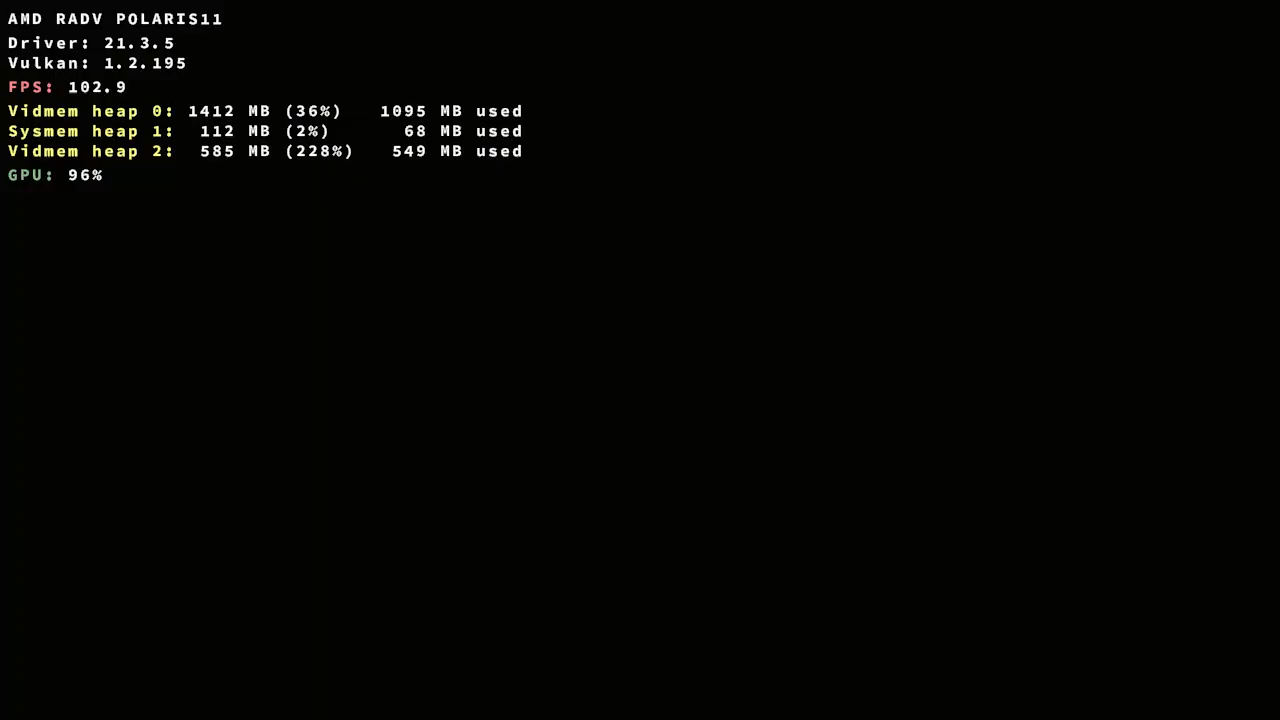 AMD RADV POLARIS11
Driver: 21.3.5
Vulkan: 1.2.195
FPS: 102.9
Vidmem heap 0: 1412 MB (36%) 1095 MB used
Sysmem heap 1: 112 MB (2%) 68 MB used
Vidmem heap 2: 585 MB (228%) 549 MB used
GPU: 96%